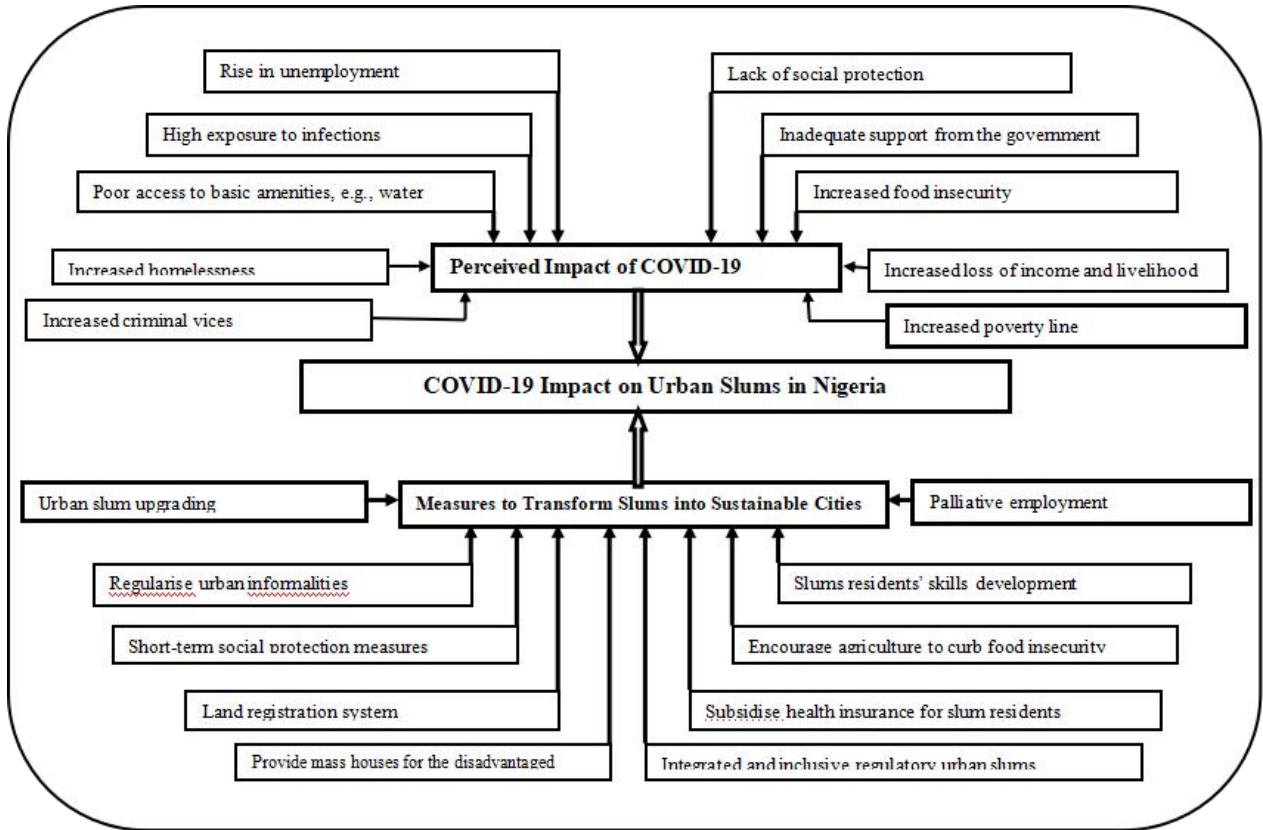 Rise in unemployment
Lack of social protection
High exposure to infections
Inadequate support from the government
Poor access to basic amenities, e.g., water
Increased food insecurity
Increased homelessness
Perceived Impact of COVID-19
Increased loss of income and livelihood
Increased criminal vices
Increased poverty line
COVID-19 Impact on Urban Slums in Nigeria
Urban slum upgrading
Measures to Transform Slums into Sustainable Cities
Palliative employment
Regularise urban informalities
Slums residents’ skills development
Short-term social protection measures
Encourage agriculture to curb food insecurity
Land registration system
Subsidise health insurance for slum residents
Provide mass houses for the disadvantaged
Integrated and inclusive regulatory urban slums